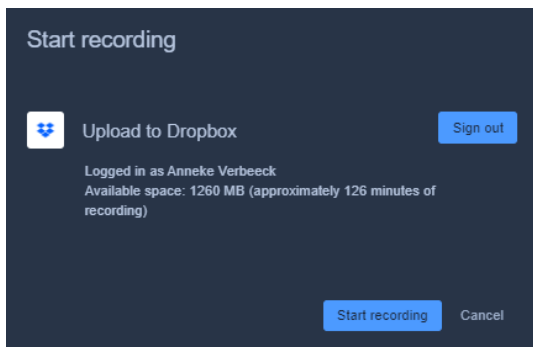 Start recording
Upload to Dropbox
Sign out
Logged in as Anneke Verbeeck
Available space: 1260 MB (approximately 126 minutes of
recording)
Start recording
Cancel